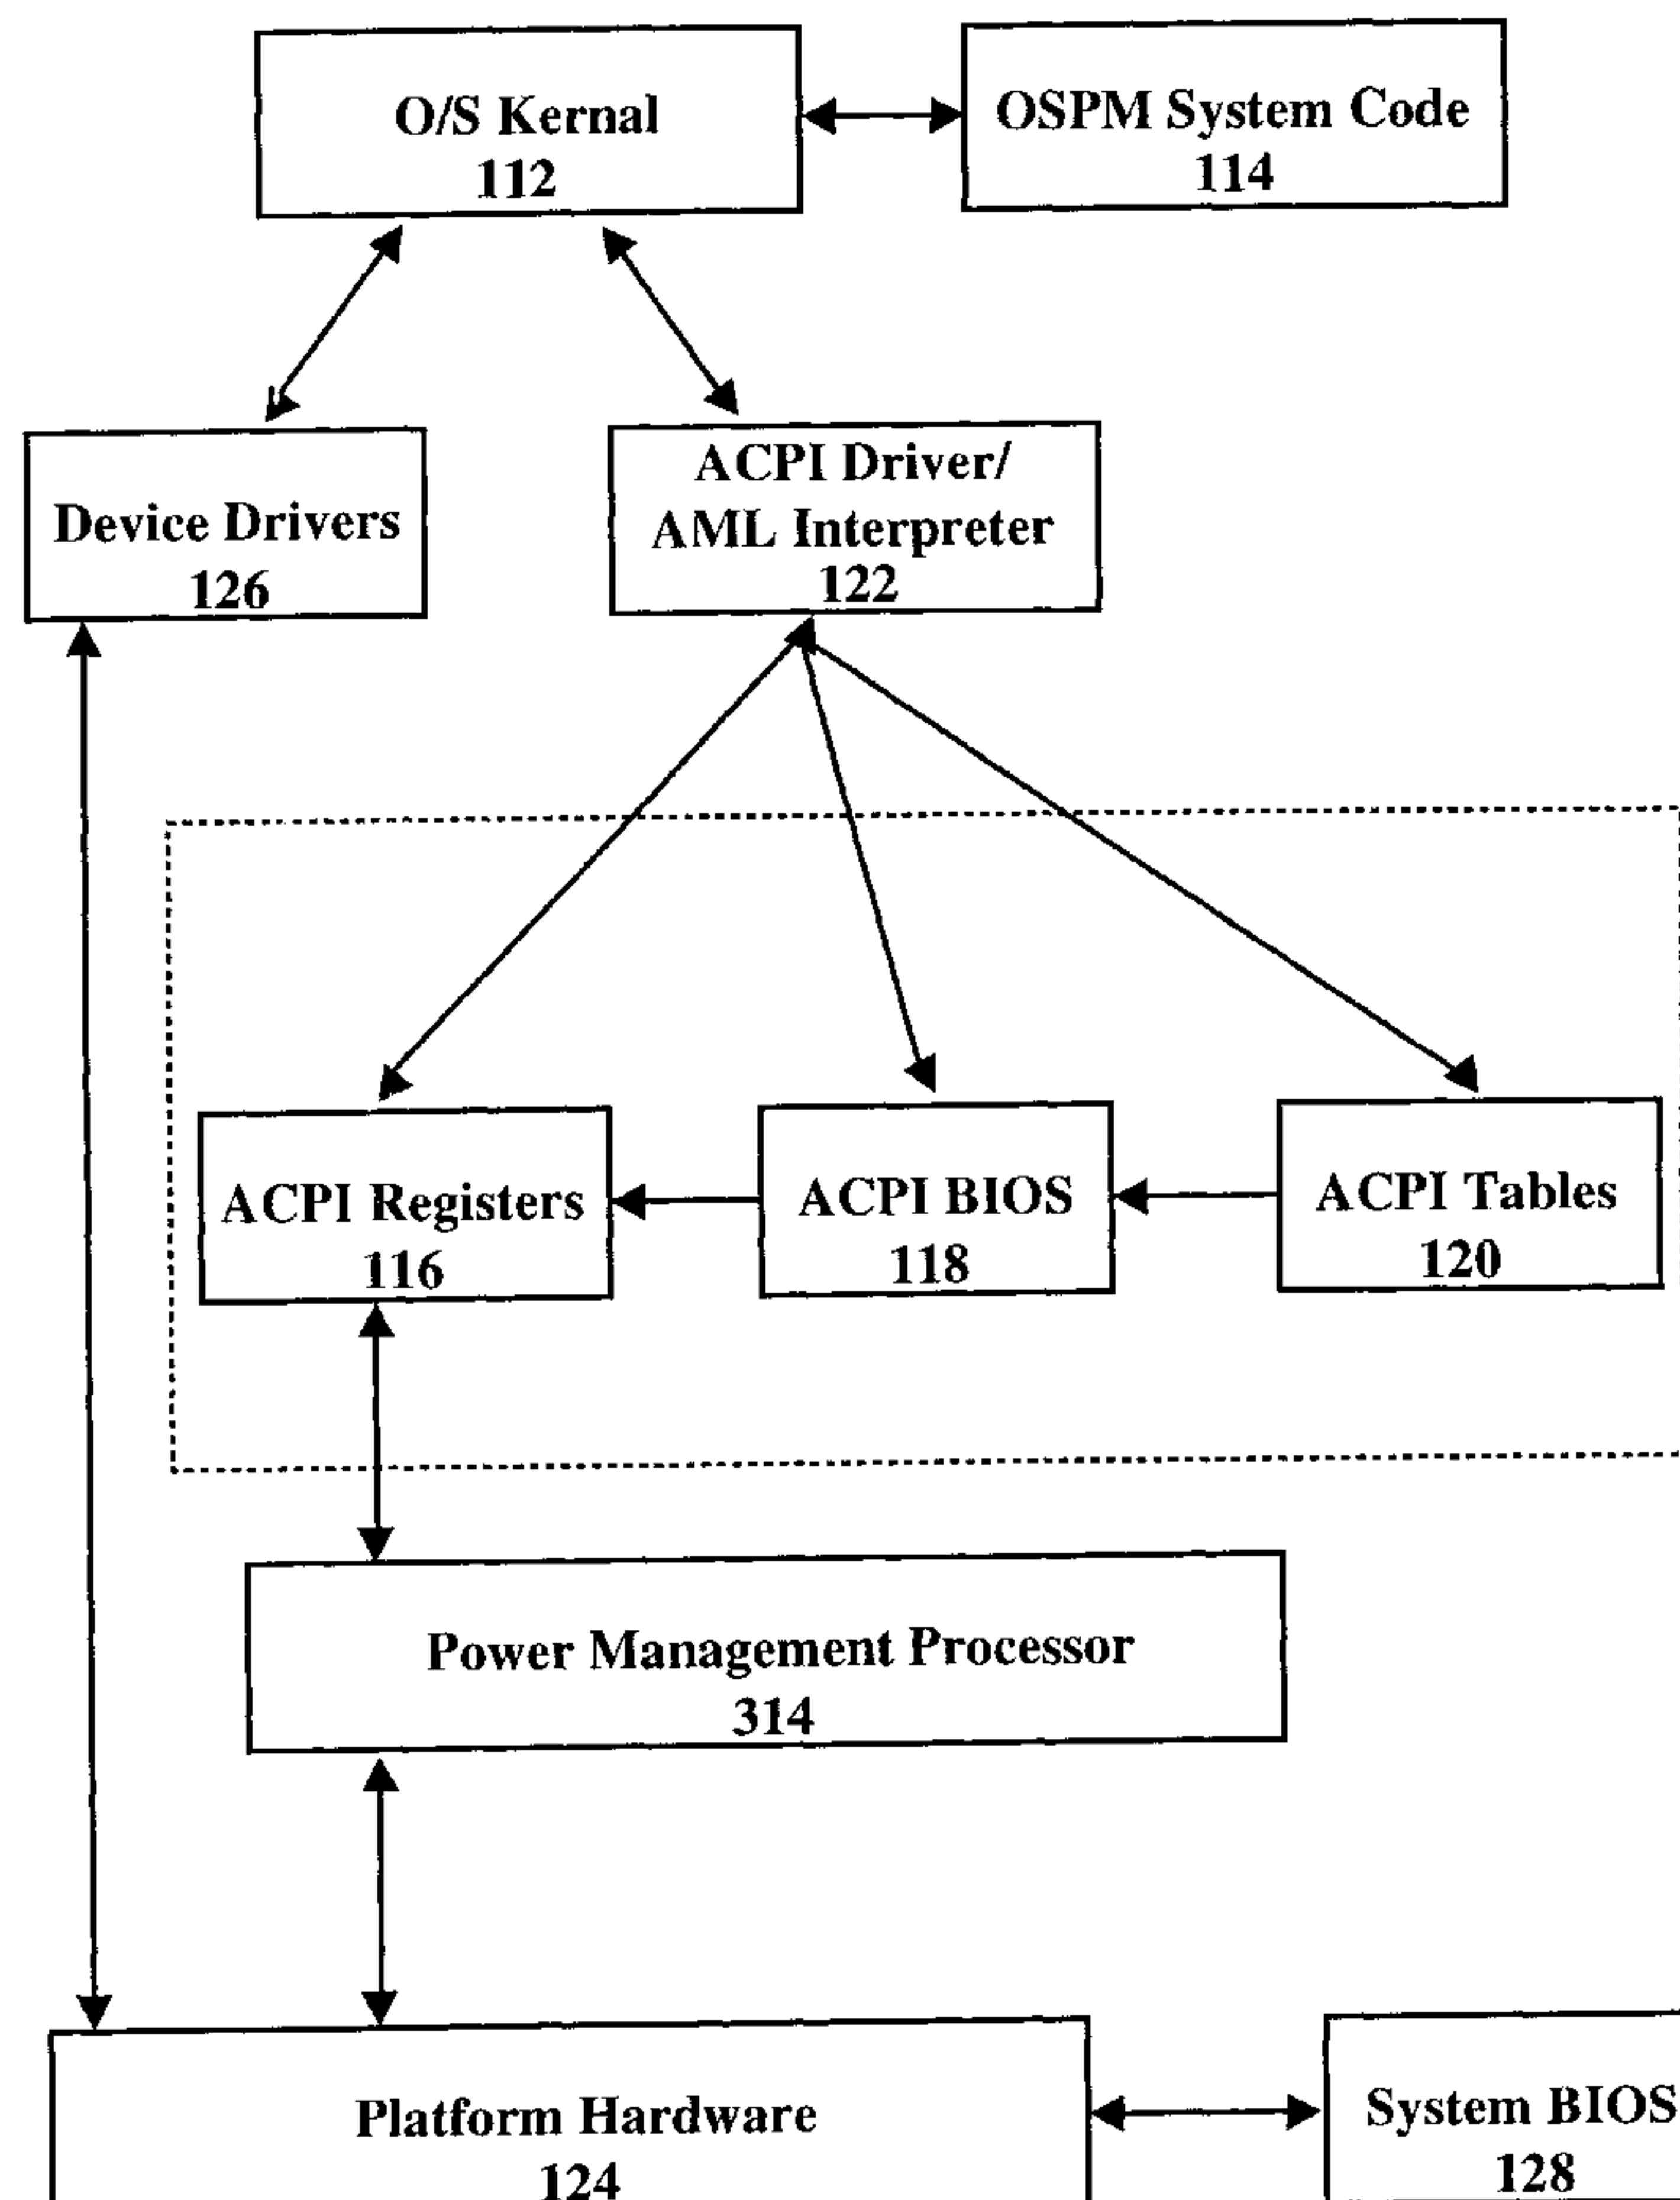 O/S Kernal
112
OSPM System Code
114
Device Drivers
126
ACPI Driver/
AML Interpreter
122
ACPI Registers
116
ACPI BIOS
118
ACPI Tables
120
Power Management Processor
314
Platform Hardware
124
System BIOS
128